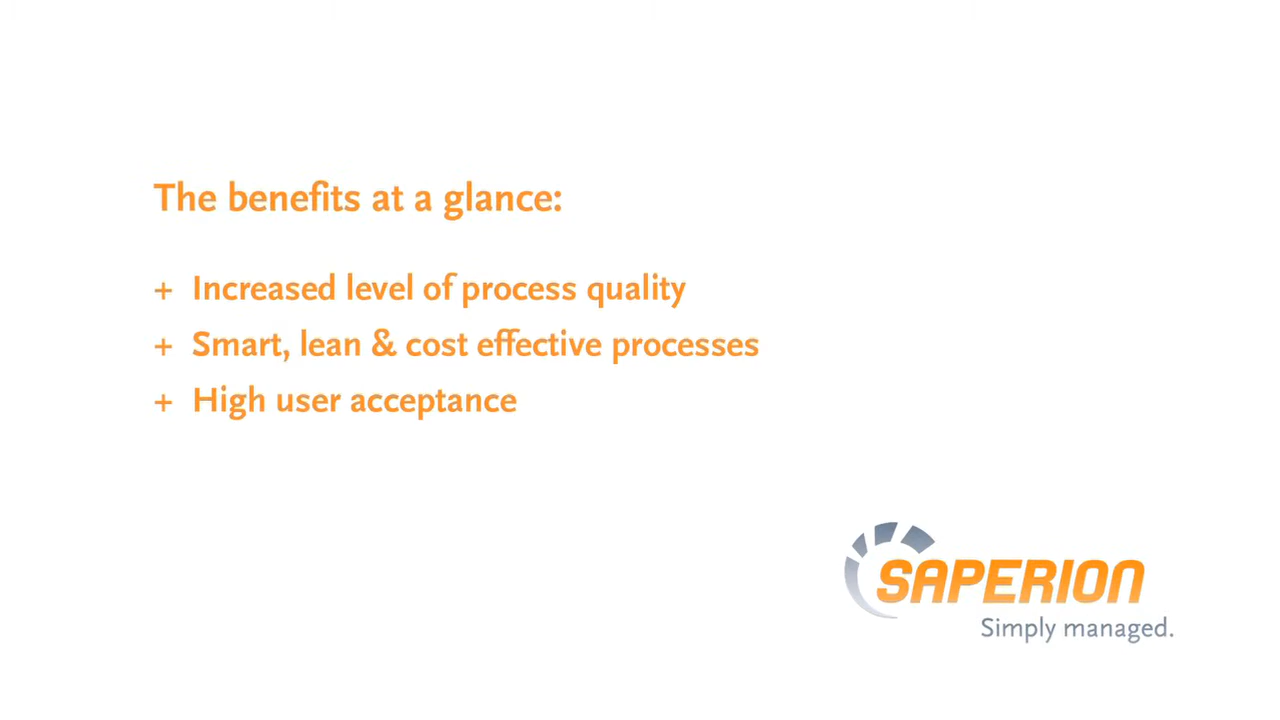 The benefits at a glance:
+ Increased level of process quality
+ Smart, lean & cost effective processes
+ High user acceptance
SAPERION
Simply managed.